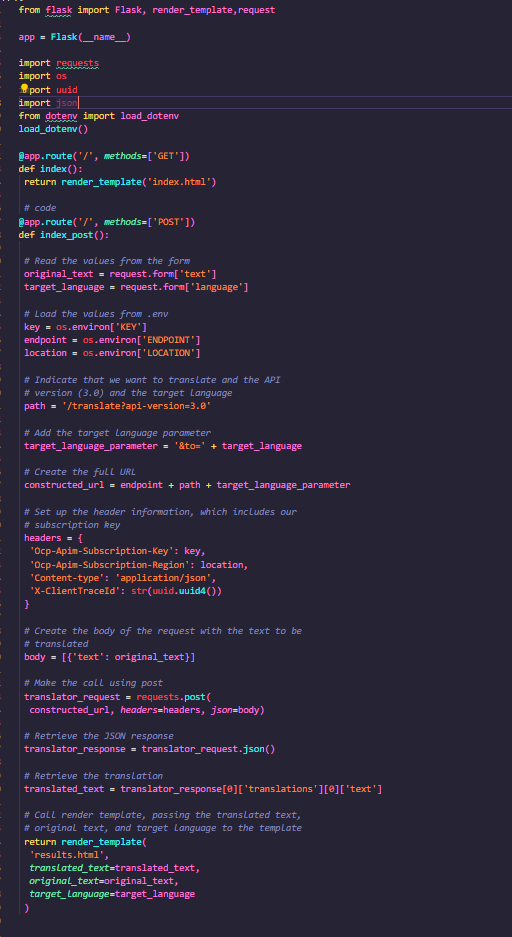 from flask import Flask, render_template,request
app = Flask(__name__)
import requests
import os
port uuid
import json
from dotenv import load_dotenv
load_dotenv()
@app.route('/', methods=['GET'])
def index():
return render_template('index.html')
# code
@app.route('/', methods=['POST'])
def index_post():
# Read the values from the form
original_text = request.form['text']
target_language = request.form['language']
# Load the values from .env
key = os.environ['KEY']
endpoint = os.environ['ENDPOINT']
location = os.environ['LOCATION']
# Indicate that we want to translate and the API
# version (3.0) and the target language
path = '/translate?api-version=3.0'
# Add the target language parameter
target_language_parameter = '&to=' + target_language
# Create the full URL
constructed_url = endpoint + path + target_language_parameter
# Set up the header information, which includes our
# subscription key
headers = {
'Ocp-Apim-Subscription-Key': key,
'Ocp-Apim-Subscription-Region': location,
'Content-type': 'application/json',
'X-ClientTraceId': str(uuid.uuid4())
}
# Create the body of the request with the text to be
# translated
body = [{'text': original_text}]
# Make the call using post
translator_request = requests.post(
constructed_url, headers=headers, json=body)
# Retrieve the JSON response
translator_response = translator_request.json()
# Retrieve the translation
translated_text = translator_response[0]['translations'][0]['text']
# Call render template, passing the translated text,
# original text, and target language to the template
return render_template(
'results.html',
translated_text=translated_text,
original_text=original_text,
target_language=target_language
)